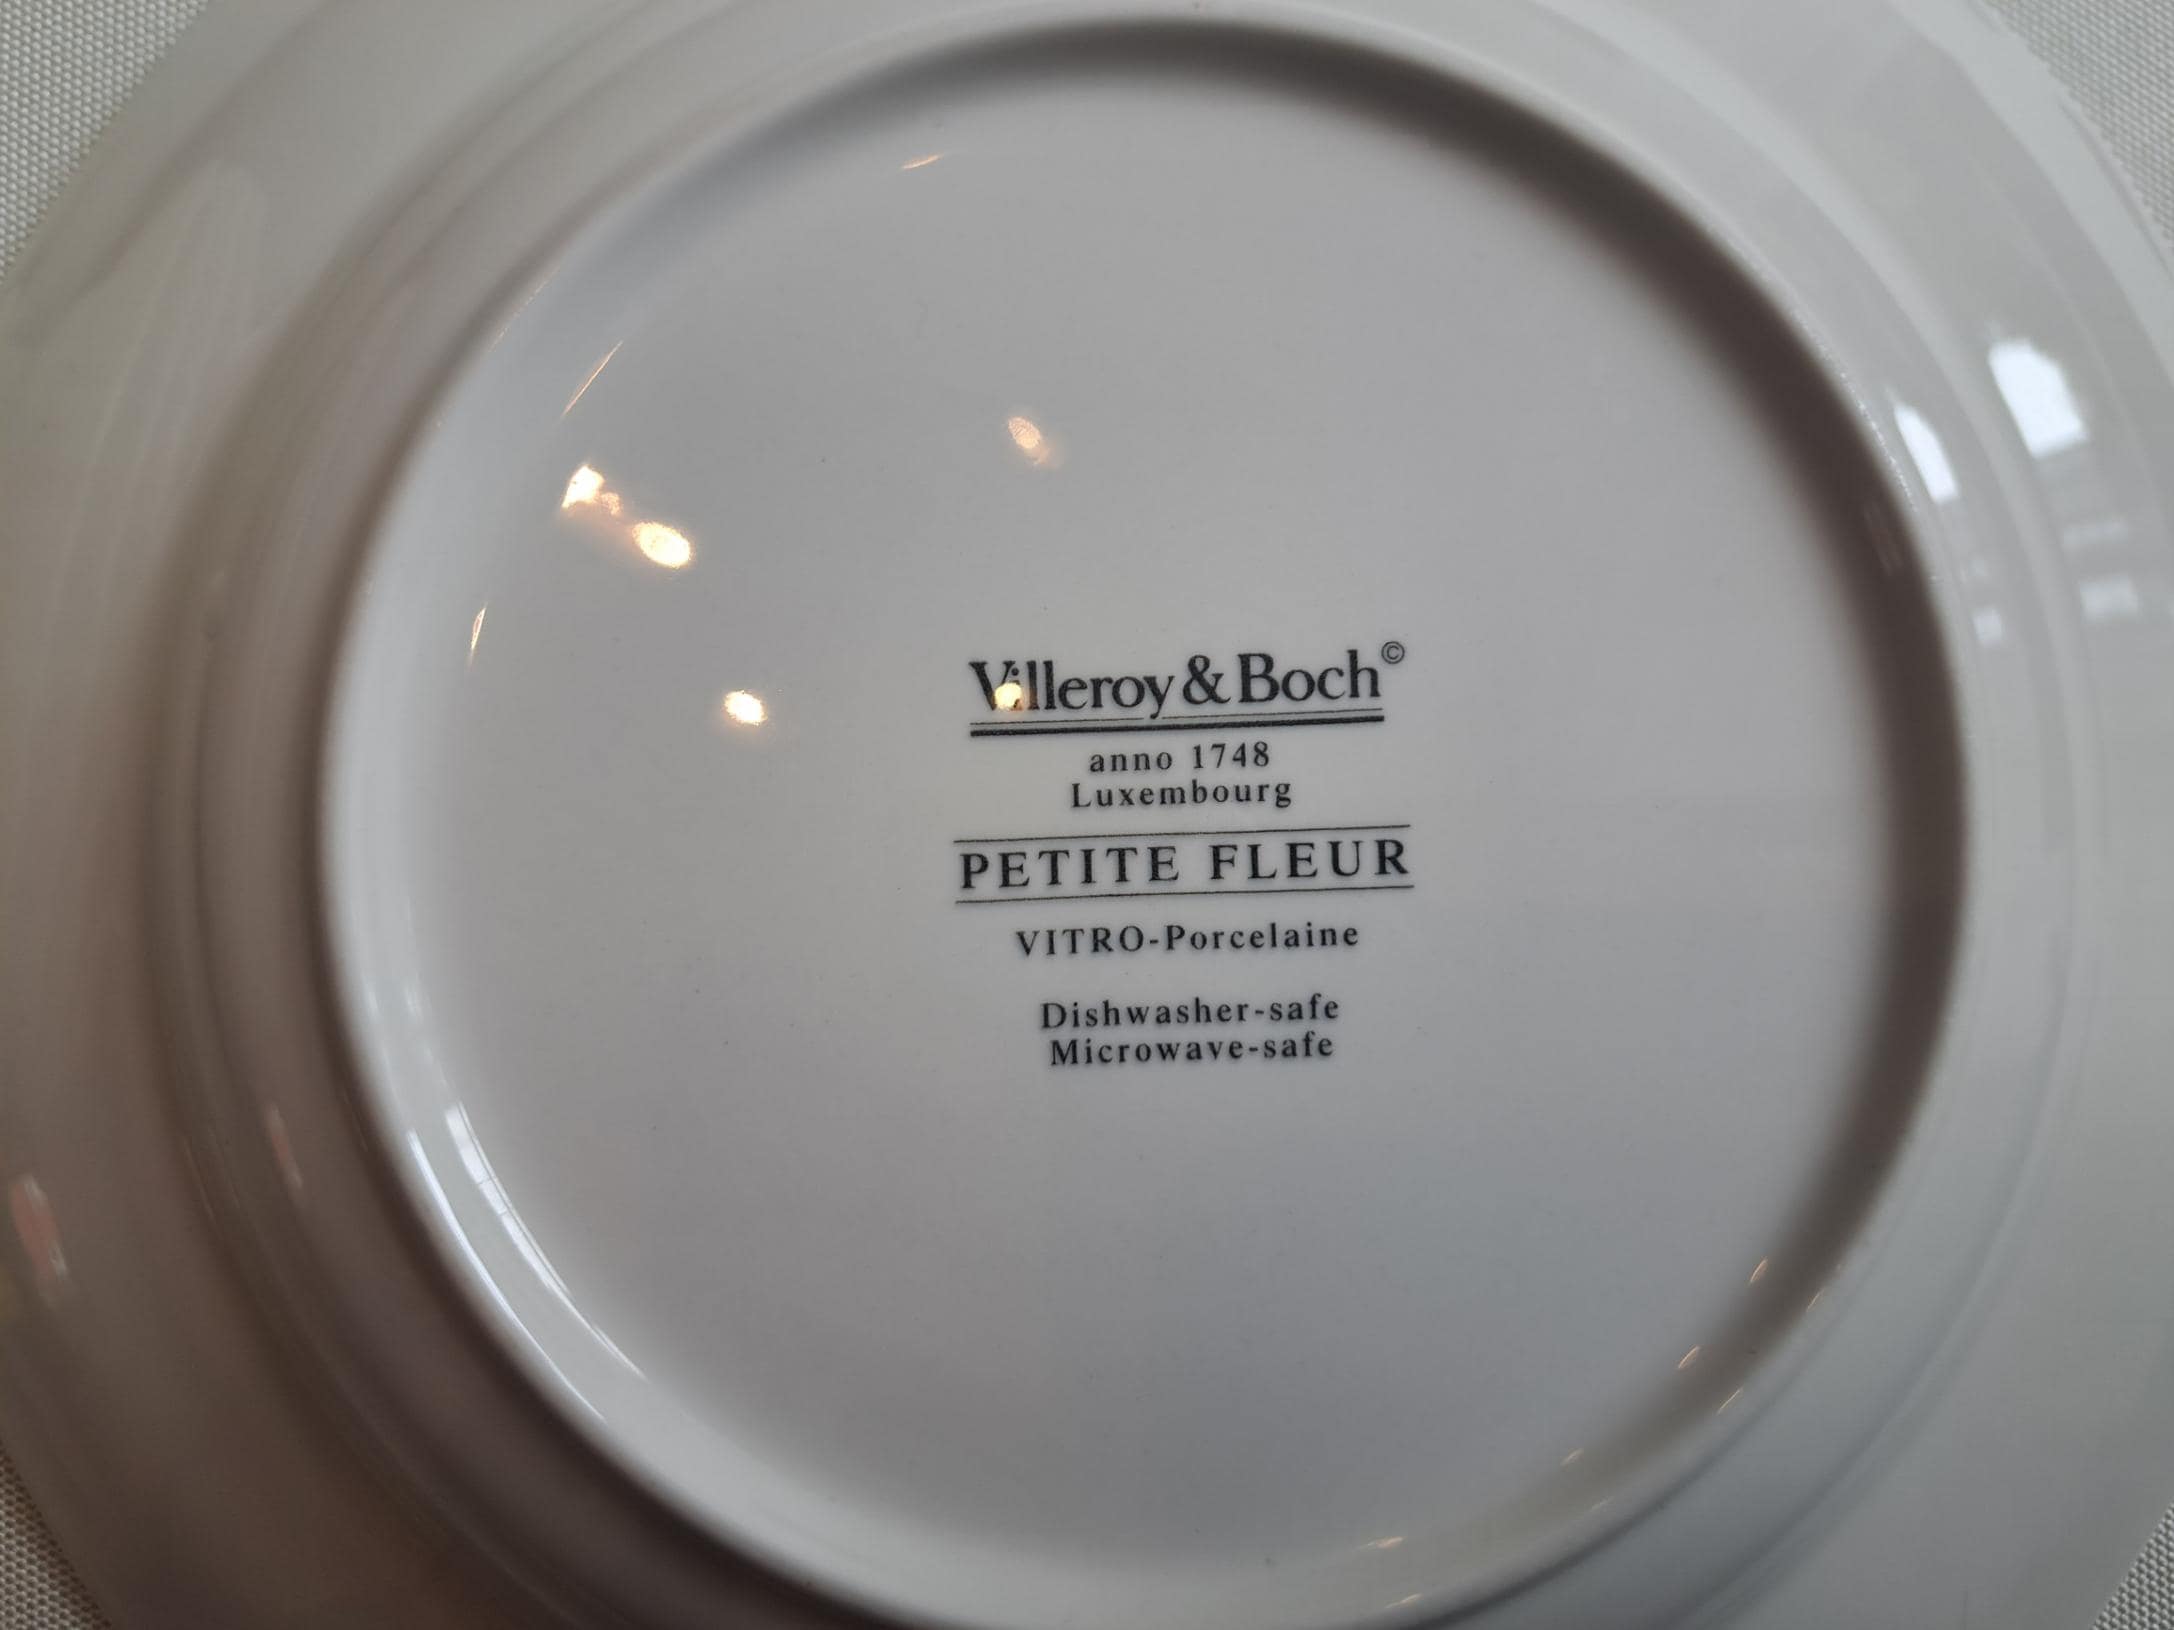 Villeroy & Boch©
anno 1748
Luxembourg
PETITE FLEUR
VITRO-Porcelaine
Dishwasher-safe
Microwave-safe